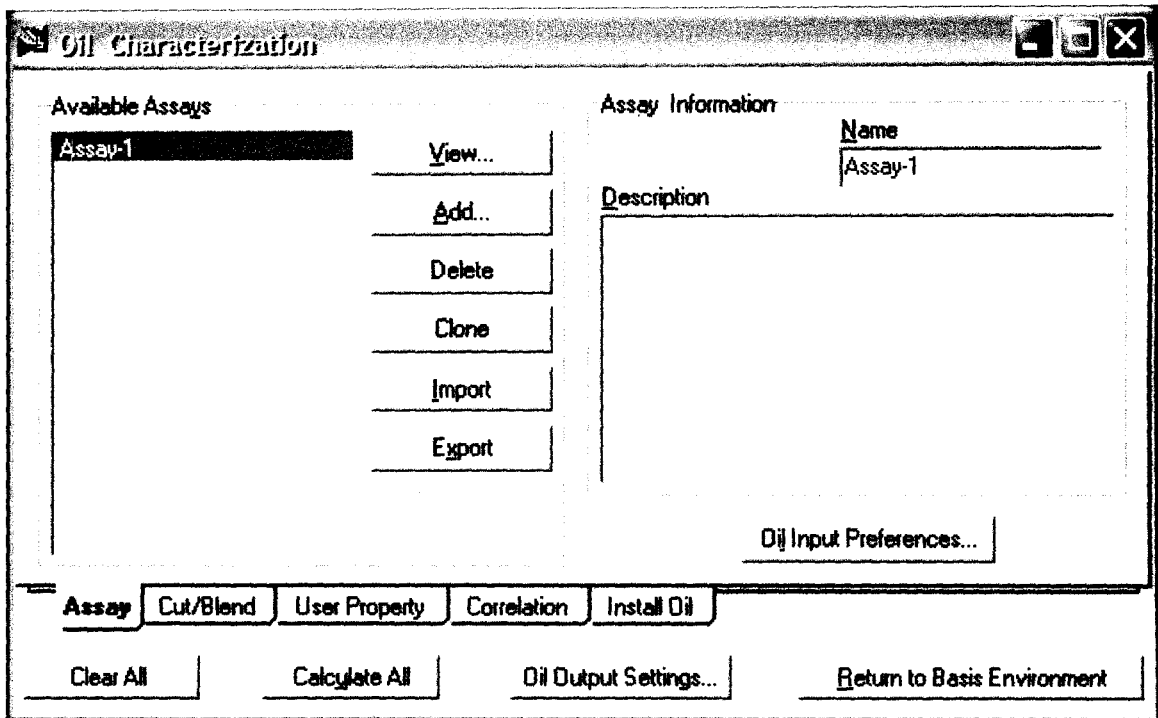 Oil Characterization
Available Assays
Assay-1
View...
Add...
Delete
Clone
Import
Export
Assay Information
Name
Assay-1
Description
Oil Input Preferences...
Assay Cut/Blend User Property Correlation Install Oil
Clear All Calculate All Oil Output Settings... Return to Basis Environment